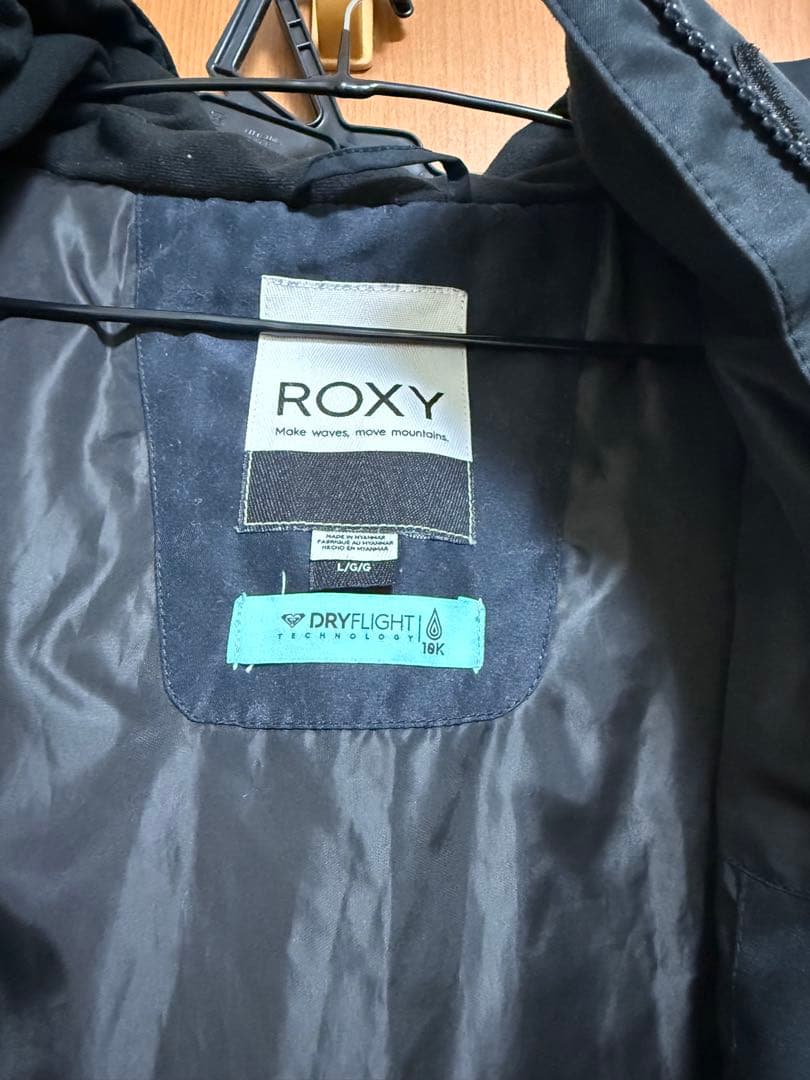 ROXY
Make waves, move mountains.
MADE IN MYANMAR
FABRIQUÉ AU MYANMAR
HECHO EN MYANMAR
L/G/G
DRYFLIGHT
TECHNOLOGY
10K